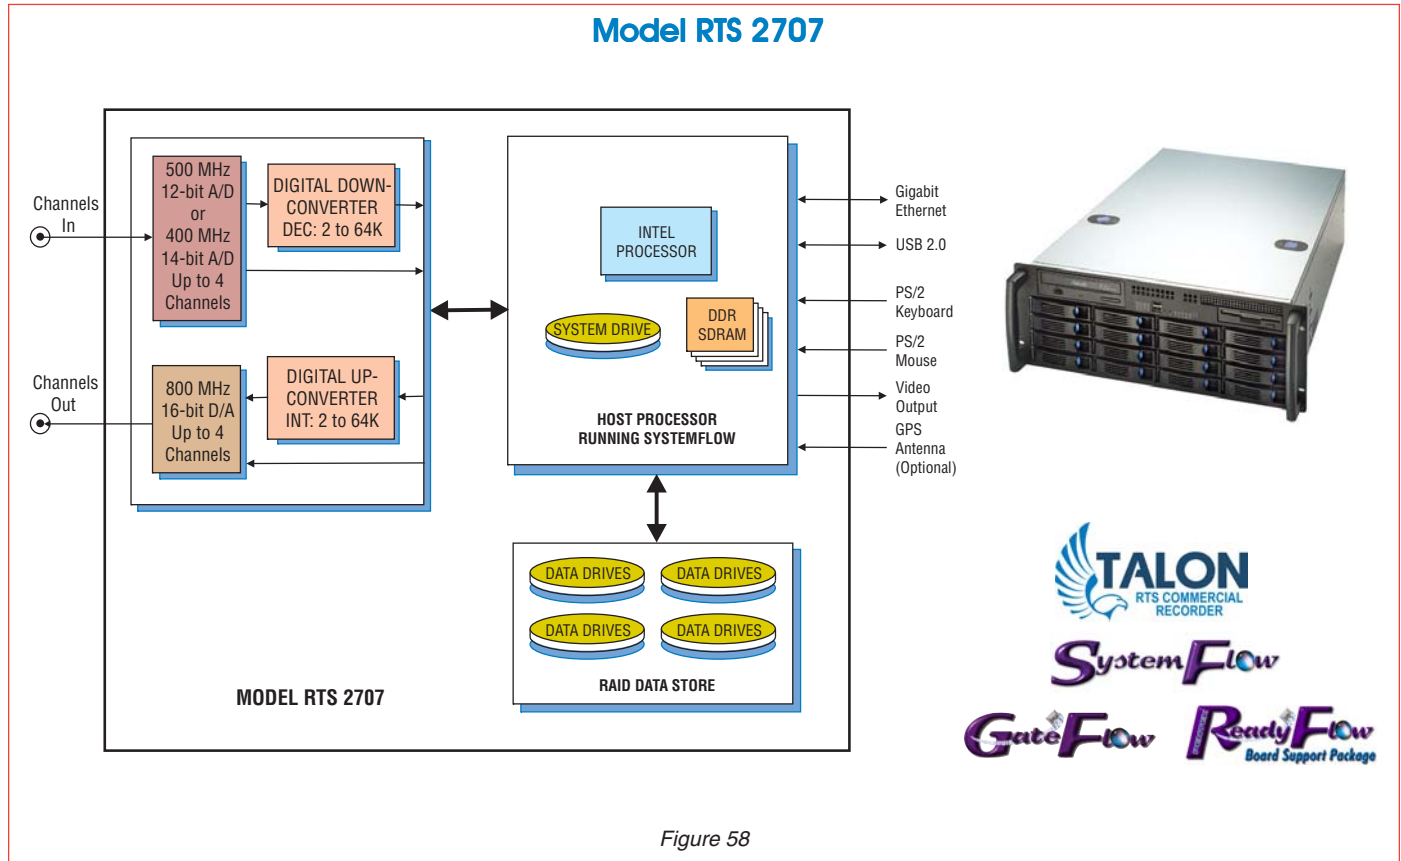 Model RTS 2707
Channels
In
500 MHz
12-bit A/D
or
400 MHz
14-bit A/D
Up to 4
Channels
DIGITAL DOWN-
CONVERTER
DEC: 2 to 64K
Channels
Out
800 MHz
16-bit D/A
Up to 4
Channels
DIGITAL UP-
CONVERTER
INT: 2 to 64K
INTEL
PROCESSOR
SYSTEM DRIVE
DDR
SDRAM
HOST PROCESSOR
RUNNING SYSTEMFLOW
Gigabit
Ethernet
USB 2.0
PS/2
Keyboard
PS/2
Mouse
Video
Output
GPS
Antenna
(Optional)
DATA DRIVES
DATA DRIVES
DATA DRIVES
DATA DRIVES
RAID DATA STORE
MODEL RTS 2707
TALON
RTS COMMERCIAL
RECORDER
SystemFlow
GateFlow
ReadyFlow
Board Support Package
Figure 58